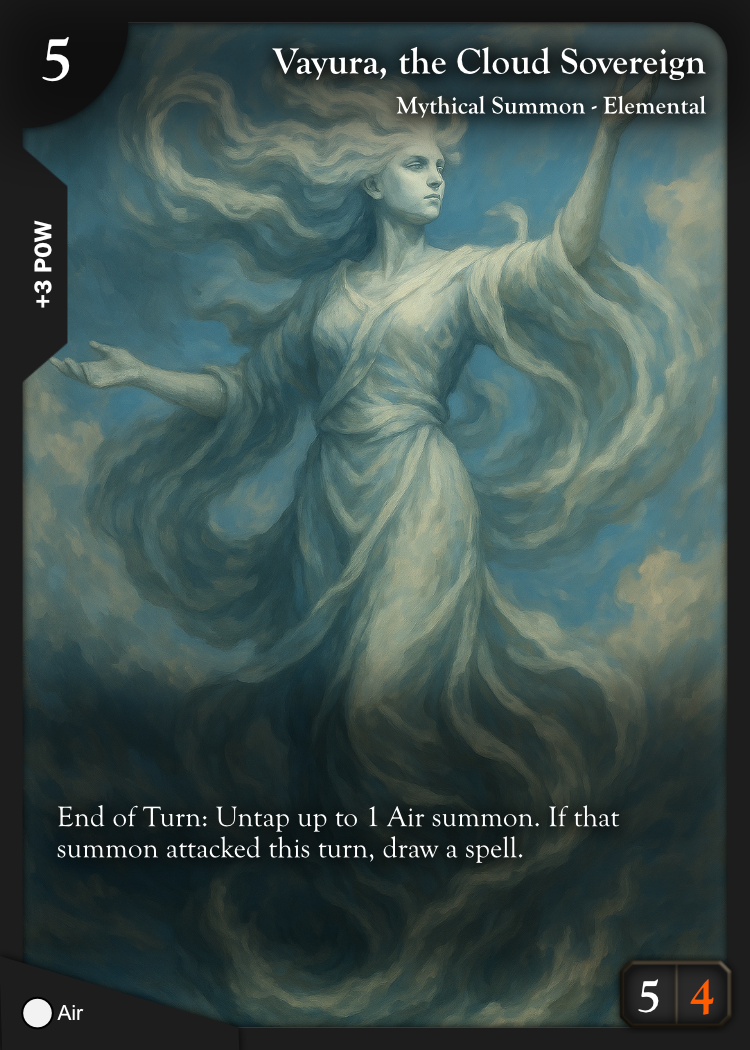 5
Vayura, the Cloud Sovereign
Mythical Summon - Elemental
+3 POW
End of Turn: Untap up to 1 Air summon. If that
summon attacked this turn, draw a spell.
Air
5 4